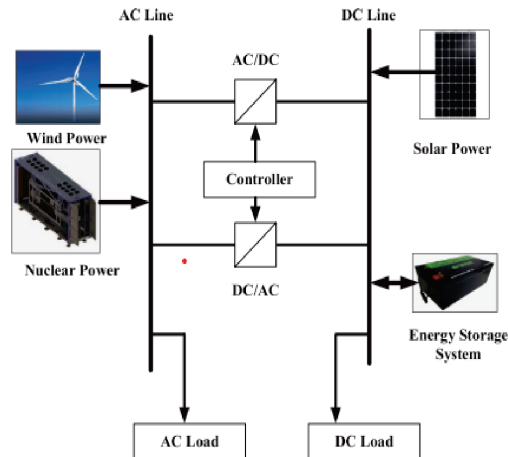 AC Line
DC Line
AC/DC
Wind Power
Solar Power
Controller
Nuclear Power
DC/AC
Energy Storage
System
AC Load
DC Load